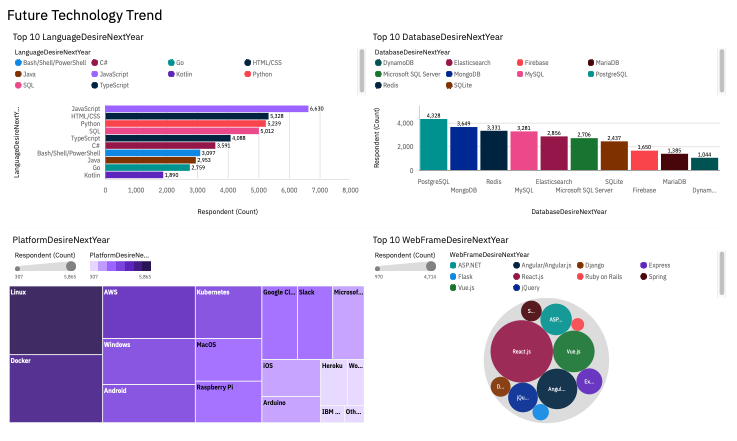 Future Technology Trend
Top 10 LanguageDesireNextYear
LanguageDesireNextYear
Bash/Shell/PowerShell C# Go HTML/CSS
Java JavaScript Kotlin Python
SQL TypeScript
LanguageNextY...
JavaScript 6,630
HTML/CSS 5,328
Python 5,239
SQL 5,012
TypeScript 4,088
C# 3,591
Bash/Shell/PowerShell 3,097
Java 2,953
Go 2,759
Kotlin 1,890
0 1,000 2,000 3,000 4,000 5,000 6,000 7,000 8,000
Respondent (Count)
Top 10 DatabaseDesireNextYear
DatabaseDesireNextYear
DynamoDB Elasticsearch Firebase MariaDB
Microsoft SQL Server MongoDB MySQL PostgreSQL
Redis SQLite
Respondent (Count)
4,000
2,000
0
4,328 3,649 3,331 3,281 2,856 2,706 2,437 1,650 1,385 1,044
PostgreSQL Redis Elasticsearch SQLite MariaDB
MongoDB MySQL Microsoft SQL Server Firebase Dynam...
DatabaseDesireNextYear
PlatformDesireNextYear
Respondent (Count) PlatformDesireNe...
307 5,865 307 5,865
Linux
Docker
AWS
Windows
Android
Kubernetes
MacOS
Raspberry Pi
Google Cl... Slack Microsof...
iOS
Arduino
Heroku Wo...
IBM ... Oth...
Top 10 WebFrameDesireNextYear
Respondent (Count) WebFrameDesireNextYear
970 4,714
ASP.NET Angular/Angular.js Django Express
Flask React.js Ruby on Rails Spring
Vue.js jQuery
S...
ASP...
React.js
Vue.js
D...
jQu...
Angul...
Ex...